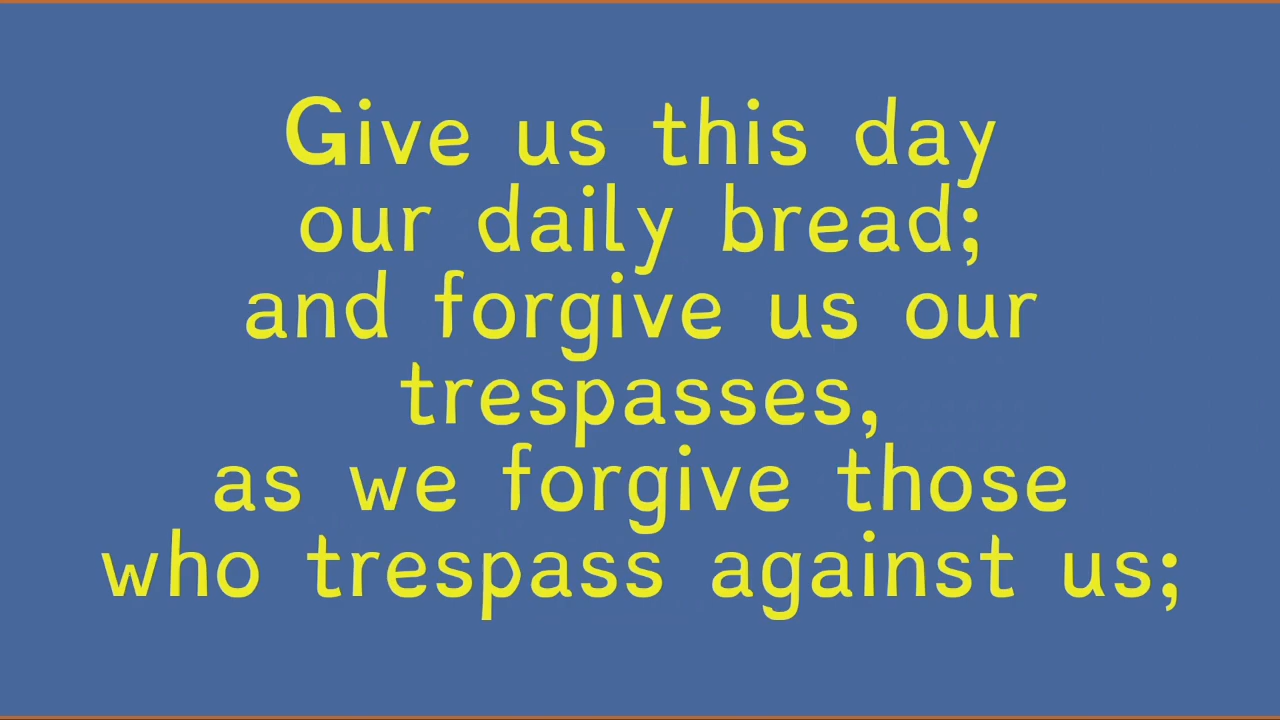 Give us this day
our daily bread;
and forgive us our
trespasses,
as we forgive those
who trespass against us;